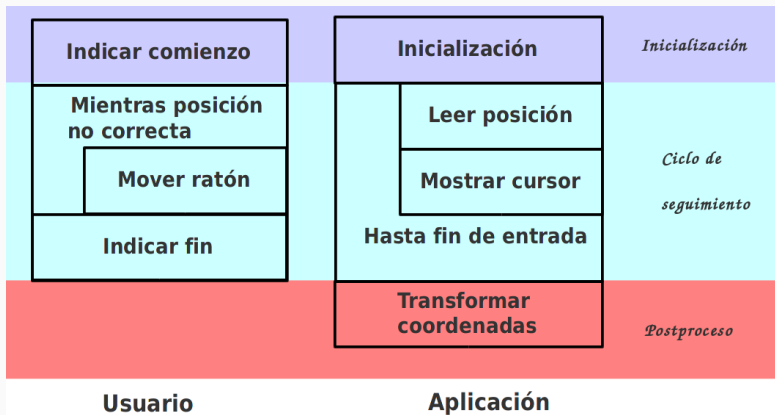 Indicar comienzo
Inicialización
Inicialización
Mientras posición
no correcta
Mover ratón
Indicar fin
Leer posición
Mostrar cursor
Hasta fin de entrada
Ciclo de
seguimiento
Transformar
coordenadas
Postproceso
Usuario
Aplicación